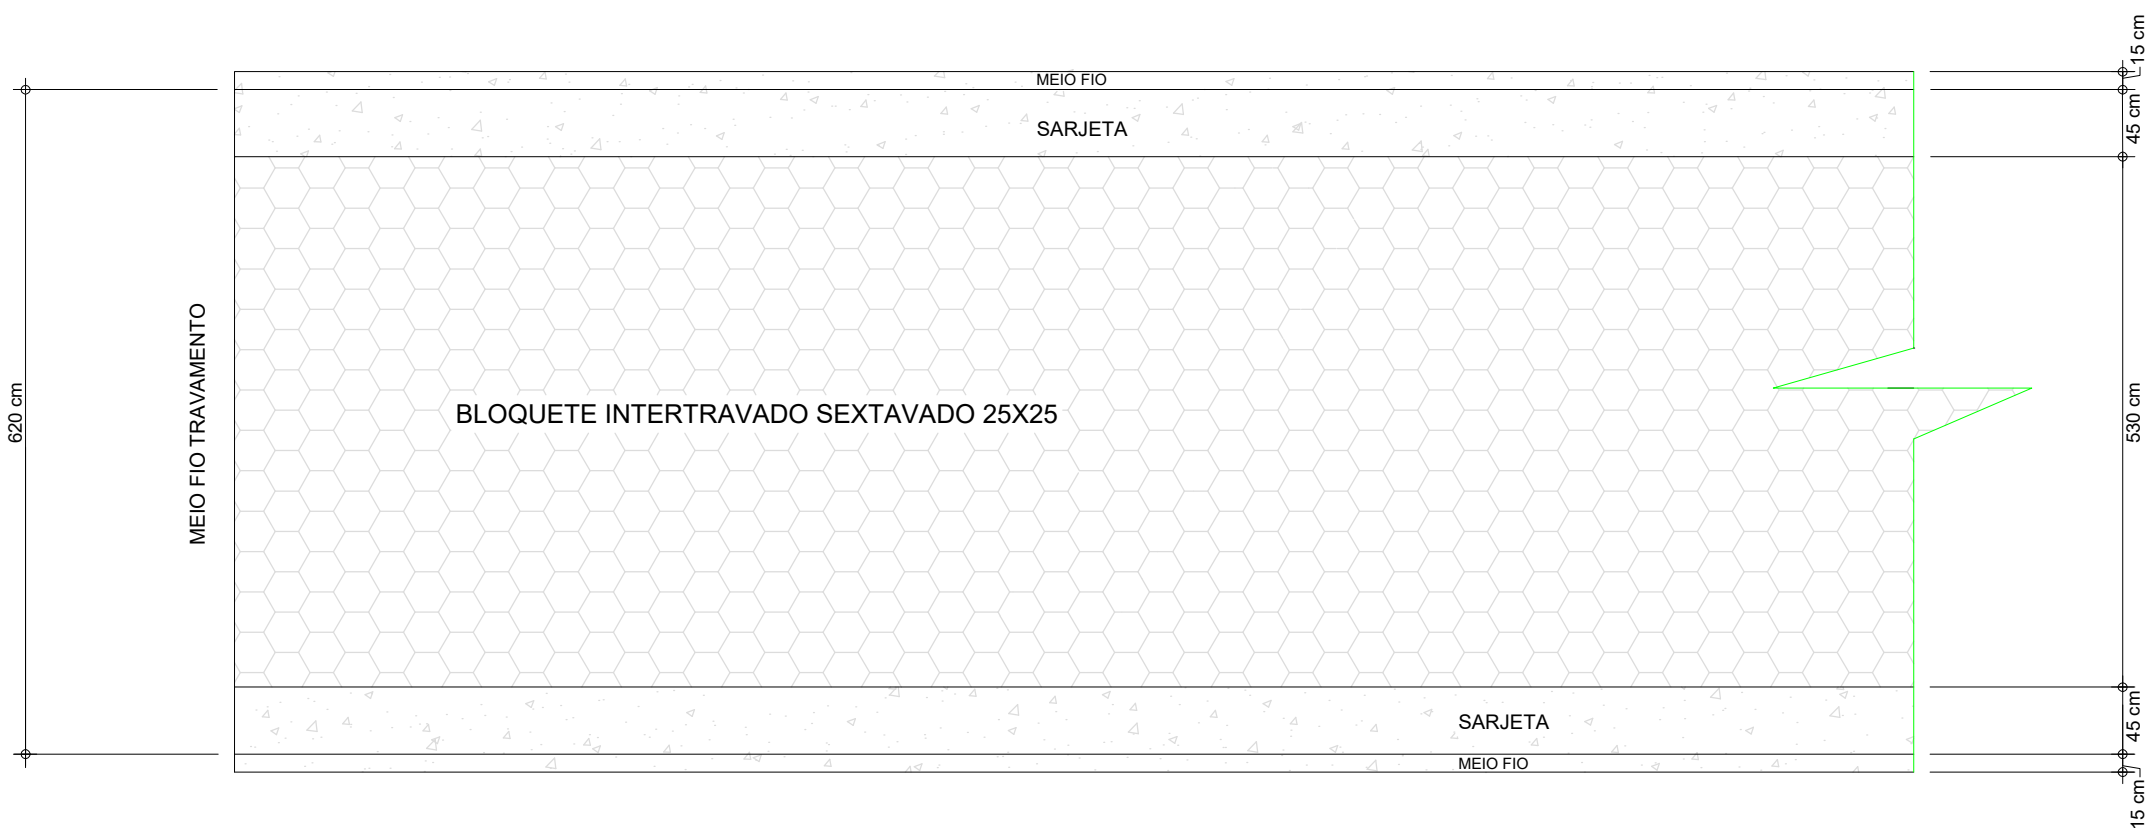 15 cm
MEIO FIO
45 cm
SARJETA
MEIO FIO TRAVAMENTO
620 cm
BLOQUETE INTERTRAVADO SEXTAVADO 25X25
530 cm
SARJETA
45 cm
MEIO FIO
15 cm